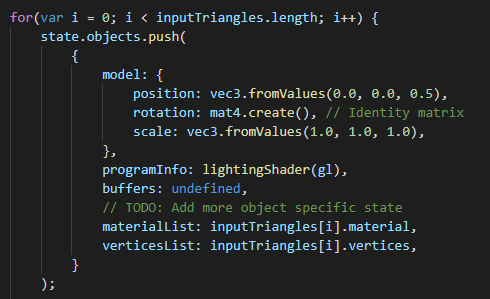 for(var i = 0; i < inputTriangles.length; i++) {
    state.objects.push(
        {
            model: {
                position: vec3.fromValues(0.0, 0.0, 0.5),
                rotation: mat4.create(), // Identity matrix
                scale: vec3.fromValues(1.0, 1.0, 1.0),
            },
            programInfo: lightingShader(gl),
            buffers: undefined,
            // TODO: Add more object specific state
            materialList: inputTriangles[i].material,
            verticesList: inputTriangles[i].vertices,
        }
    );